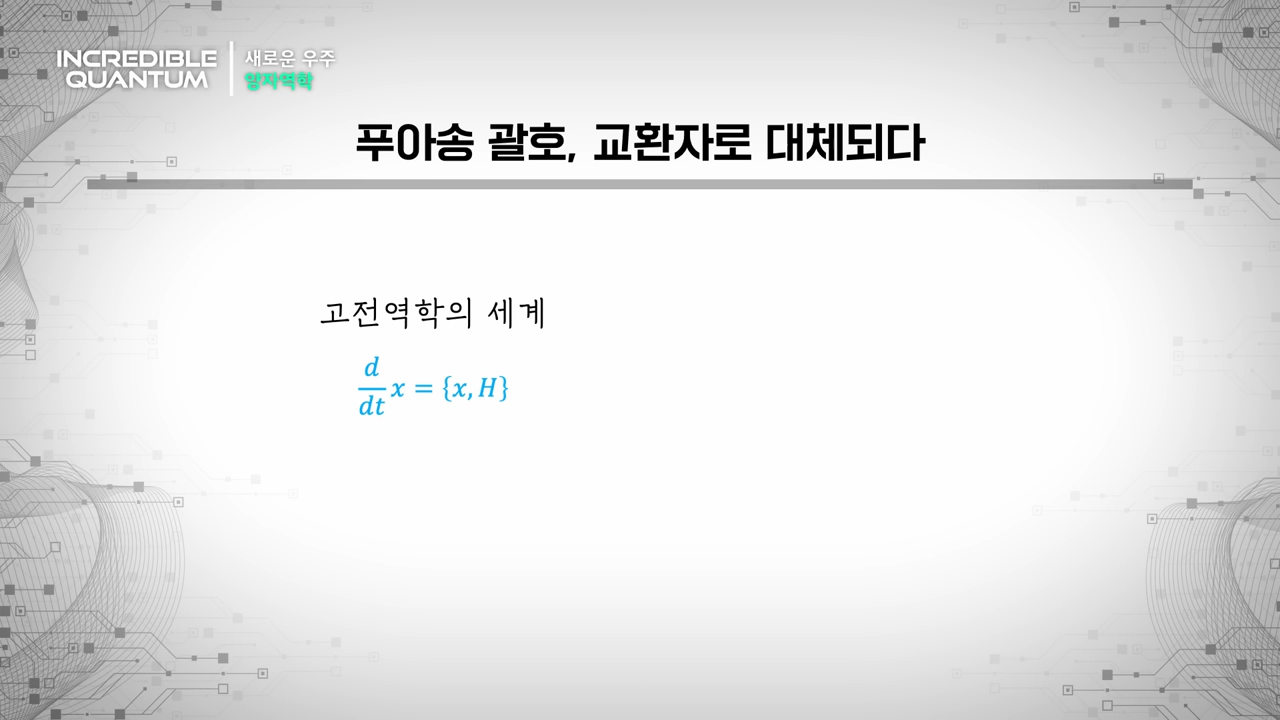 INCREDIBLE
QUANTUM
새로운 우주
양자역학
푸아송 괄호, 교환자로 대체되다
고전역학의 세계
d/dt x = {x, H}